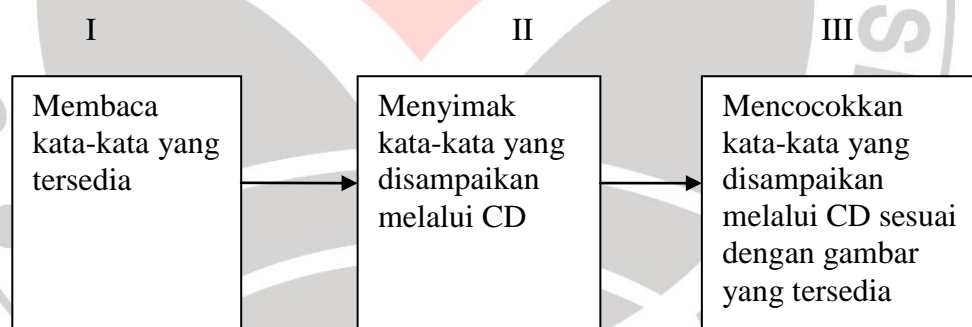 I
II
III
Membaca
kata-kata yang
tersedia
Menyimak
kata-kata yang
disampaikan
melalui CD
Mencocokkan
kata-kata yang
disampaikan
melalui CD sesuai
dengan gambar
yang tersedia